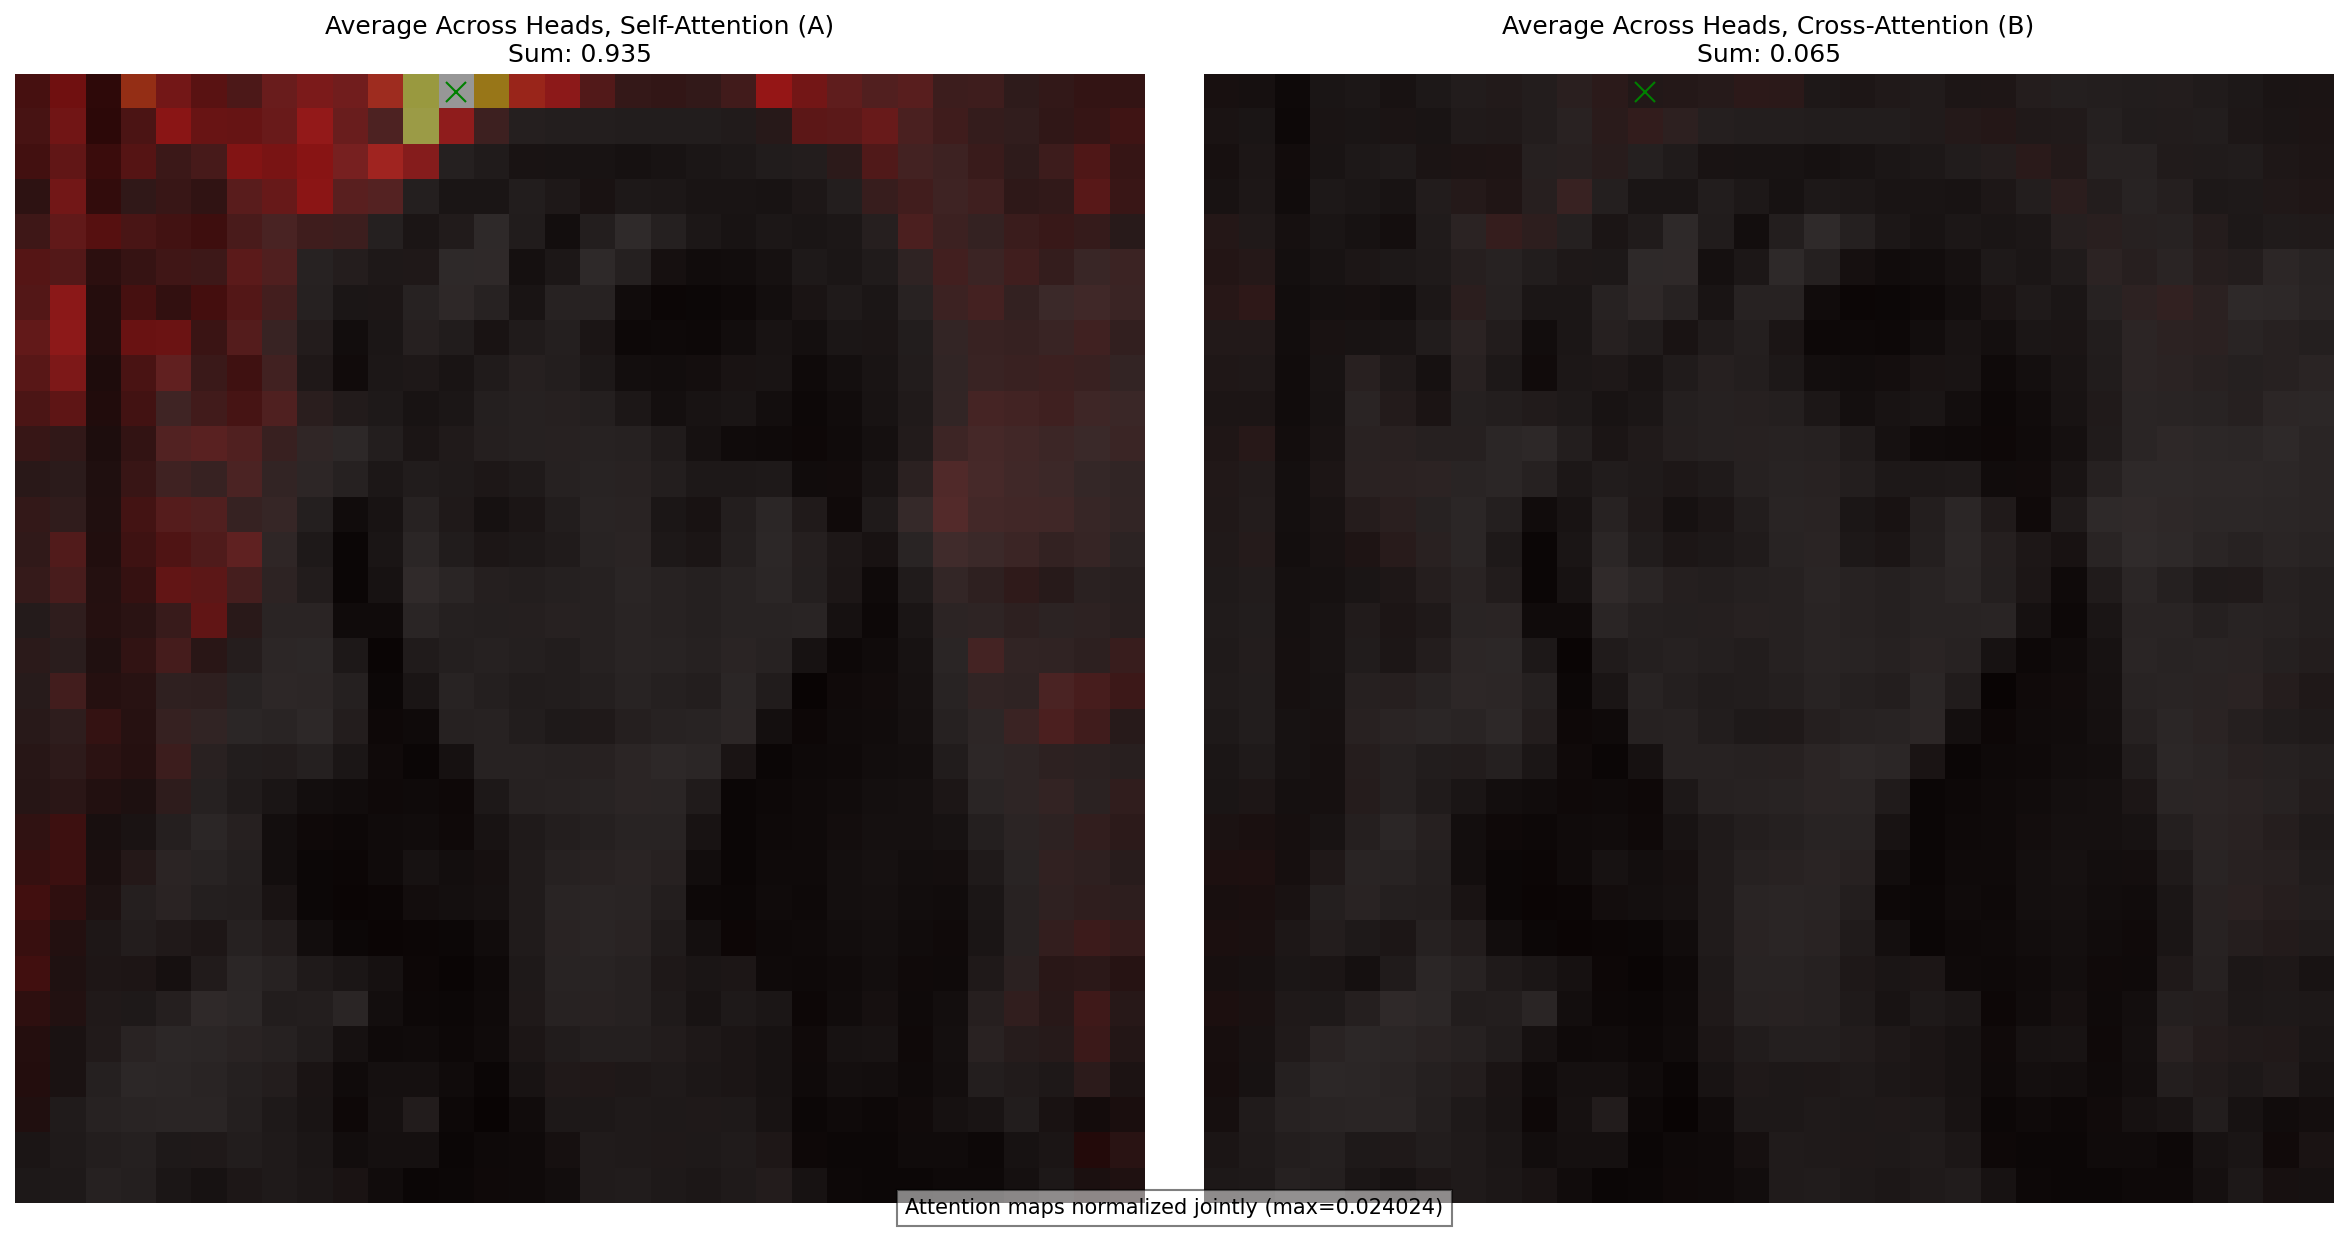 Average Across Heads, Self-Attention (A)
Sum: 0.935
Average Across Heads, Cross-Attention (B)
Sum: 0.065
Attention maps normalized jointly (max=0.024024)